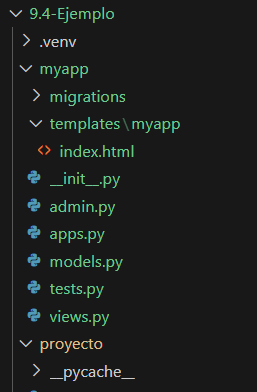 9.4-Ejemplo
.venv
myapp
migrations
templates\myapp
index.html
__init__.py
admin.py
apps.py
models.py
tests.py
views.py
proyecto
__pycache__